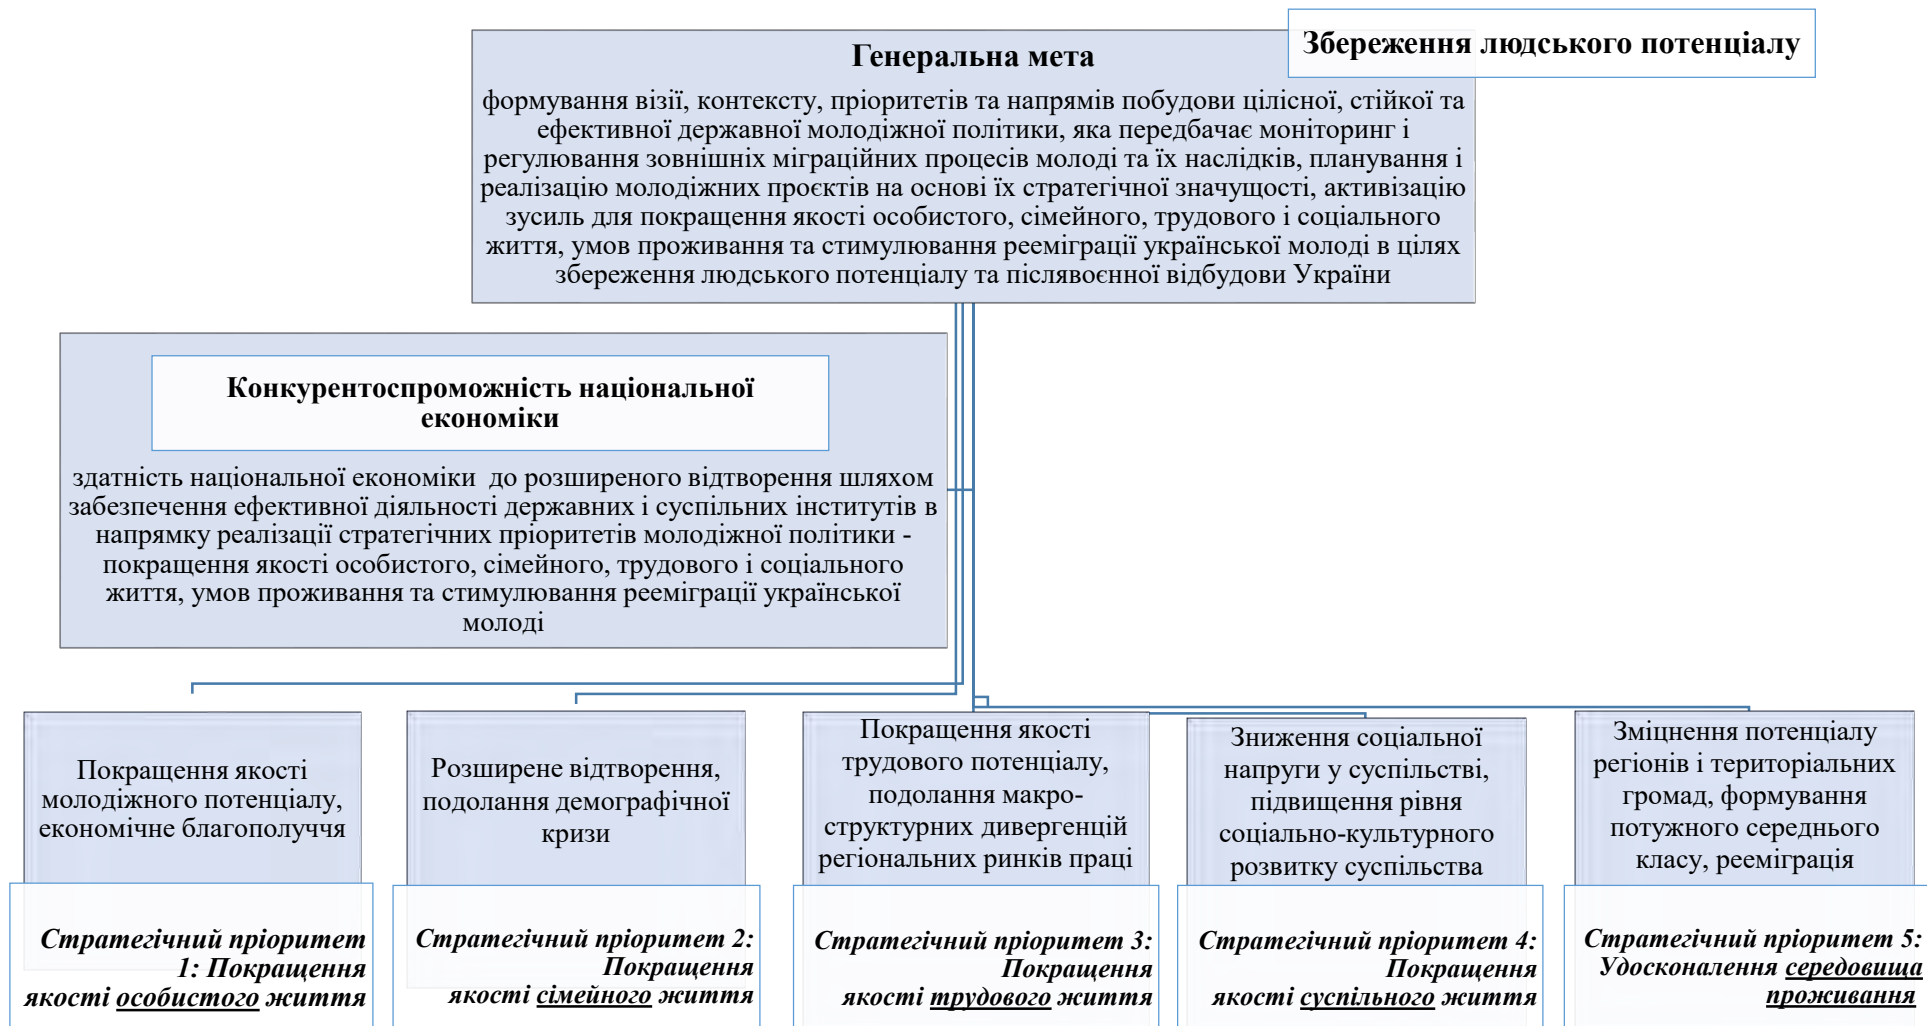 Збереження людського потенціалу
Генеральна мета
формування візії, контексту, пріоритетів та напрямів побудови цілісної, стійкої та
ефективної державної молодіжної політики, яка передбачає моніторинг і
регулювання зовнішніх міграційних процесів молоді та їх наслідків, планування і
реалізацію молодіжних проєктів на основі їх стратегічної значущості, активізацію
зусиль для покращення якості особистого, сімейного, трудового і соціального
життя, умов проживання та стимулювання рееміграції української молоді в цілях
збереження людського потенціалу та післявоєнної відбудови України
Конкурентоспроможність національної
економіки
здатність національної економіки до розширеного відтворення шляхом
забезпечення ефективної діяльності державних і суспільних інститутів в
напрямку реалізації стратегічних пріоритетів молодіжної політики -
покращення якості особистого, сімейного, трудового і соціального
життя, умов проживання та стимулювання рееміграції української
молоді
Покращення якості
молодіжного потенціалу,
економічне благополуччя
Стратегічний пріоритет
1: Покращення
якості особистого життя
Розширене відтворення,
подолання демографічної
кризи
Стратегічний пріоритет 2:
Покращення
якості сімейного життя
Покращення якості
трудового потенціалу,
подолання макро-
структурних дивергенцій
регіональних ринків праці
Стратегічний пріоритет 3:
Покращення
якості трудового життя
Зниження соціальної
напруги у суспільстві,
підвищення рівня
соціально-культурного
розвитку суспільства
Стратегічний пріоритет 4:
Покращення
якості суспільного життя
Зміцнення потенціалу
регіонів і територіальних
громад, формування
потужного середнього
класу, рееміграція
Стратегічний пріоритет 5:
Удосконалення середовища
проживання